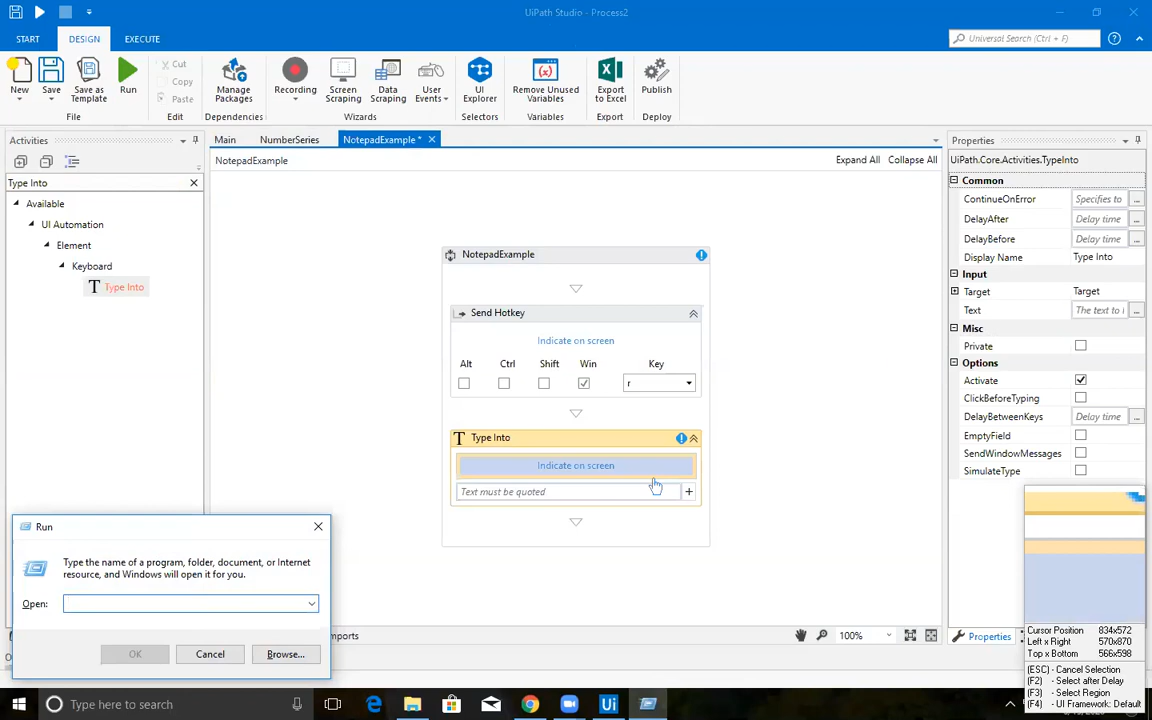 UiPath Studio - Process2
START DESIGN EXECUTE
Universal Search (Ctrl + F)
New Save Save as Template Run
Cut
Copy
Paste
Manage Packages
Recording Screen Scraping Data Scraping User Events
UI Explorer
Remove Unused Variables
Export to Excel
Publish
File Edit Dependencies Wizards Selectors Variables Export Deploy
Activities
Main NumberSeries NotepadExample *
Properties
NotepadExample
Expand All Collapse All
UiPath.Core.Activities.TypeInto
Type Into
Available
UI Automation
Element
Keyboard
Type Into
NotepadExample
Send Hotkey
Indicate on screen
Alt Ctrl Shift Win Key
r
Type Into
Indicate on screen
Text must be quoted
Common
ContinueOnError Specifies to ...
DelayAfter Delay time ...
DelayBefore Delay time ...
Display Name Type Into
Input
Target Target
Text The text to ...
Misc
Private
Options
Activate
ClickBeforeTyping
DelayBetweenKeys Delay time ...
EmptyField
SendWindowMessages
SimulateType
Run
Type the name of a program, folder, document, or Internet
resource, and Windows will open it for you.
Open:
OK Cancel Browse...
100%
Properties
Cursor Position 834x572
Left x Right 570x870
Top x Bottom 566x598
(ESC) - Cancel Selection
(F2) - Select after Delay
(F3) - Select Region
(F4) - UI Framework: Default
Type here to search
Ui